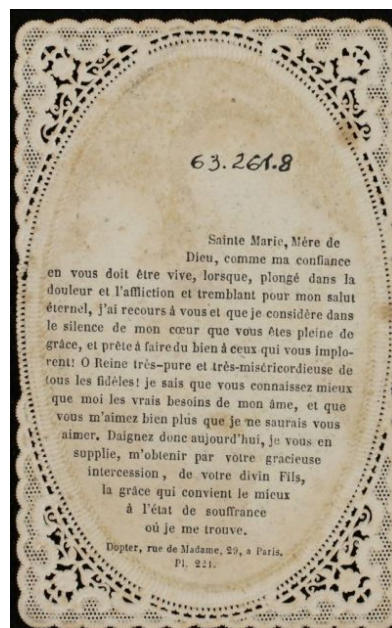 63.261.8
Sainte Marie, Mére de
Dieu, comme ma confiance
en vous doit être vive, lorsque, plongé dans la
douleur et l'affliction et tremblant pour mon salut
éternel, j'ai recours à vous et que je considère dans
le silence de mon cœur que vous êtes pleine de
grâce, et prête à faire du bien à ceux qui vous implo-
rent! O Reine très-pure et très-miséricordieuse de
tous les fidèles! je sais que vous connaissez mieux
que moi les vrais besoins de mon âme, et que
vous m'aimez bien plus que je ne saurais vous
aimer. Daignez donc aujourd'hui, je vous en
supplie, m'obtenir par votre gracieuse
intercession, de votre divin Fils,
la grâce qui convient le mieux
à l'état de souffrance
où je me trouve.
Dopter, rue de Madame, 29, a Paris.
Pl. 221.